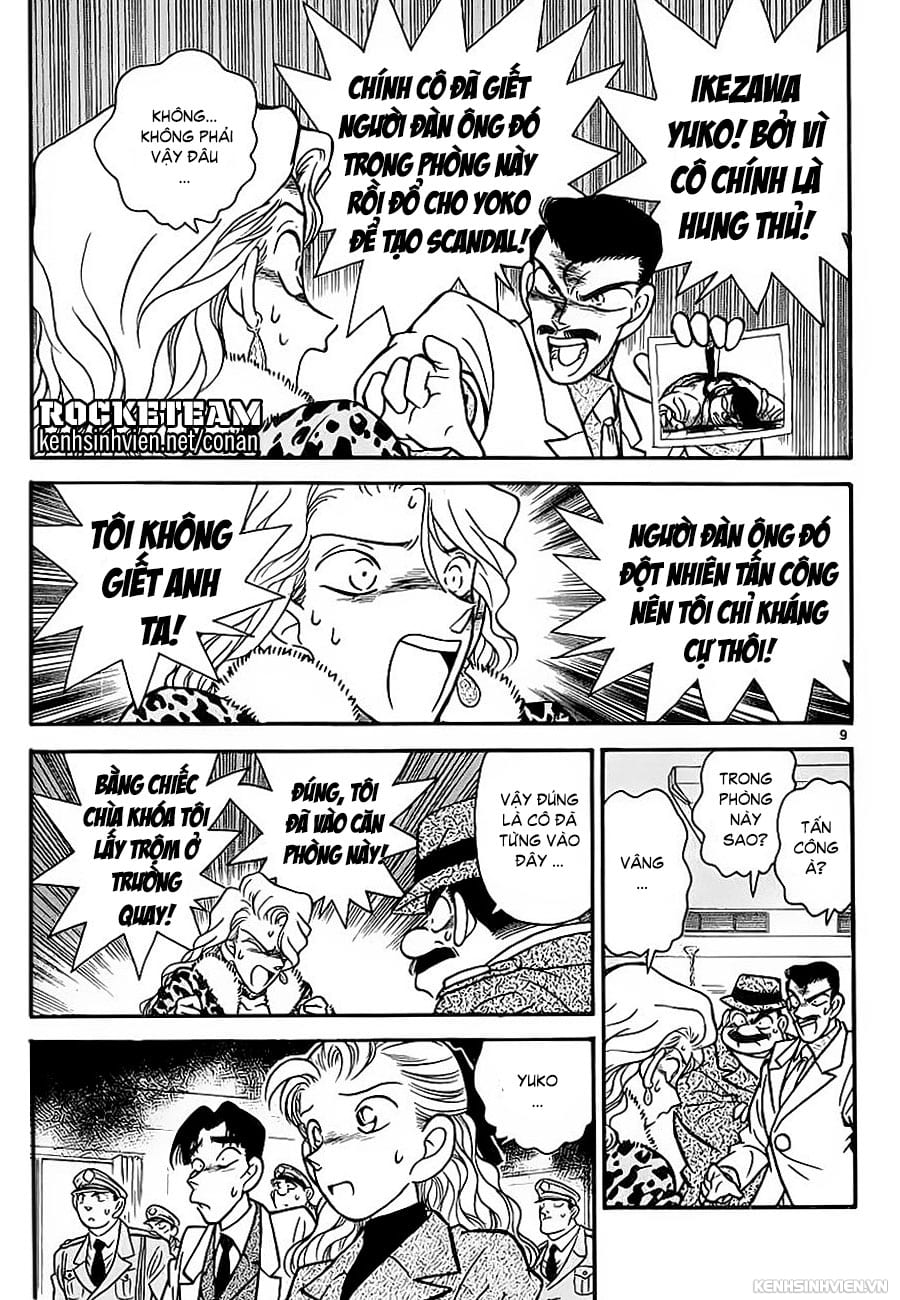 IKEZAWA
YUKO! BỞI VÌ
CÔ CHÍNH LÀ
HUNG THỦ!
CHÍNH CÔ ĐÃ GIẾT
NGƯỜI ĐÀN ÔNG ĐÓ
TRONG PHÒNG NÀY
RỒI ĐỔ CHO YOKO
ĐỂ TẠO SCANDAL!
KHÔNG...
KHÔNG PHẢI
VẬY ĐÂU
...
ROCKETEAM
kenhsinhvien.net/conan
NGƯỜI ĐÀN ÔNG ĐÓ
ĐỘT NHIÊN TẤN CÔNG
NÊN TÔI CHỈ KHÁNG
CỰ THÔI!
TÔI KHÔNG
GIẾT ANH
TA!
9
TẤN
CÔNG
À?
TRONG
PHÒNG
NÀY
SAO?
VÂNG
...
VẬY ĐÚNG
LÀ CÔ ĐÃ
TỪNG VÀO
ĐÂY ...
ĐÚNG, TÔI
ĐÃ VÀO CĂN
PHÒNG NÀY!
BẰNG CHIẾC
CHÌA KHÓA TÔI
LẤY TRỘM Ở
TRƯỜNG
QUAY!
YUKO
...
KENHSINHVIEN.VN